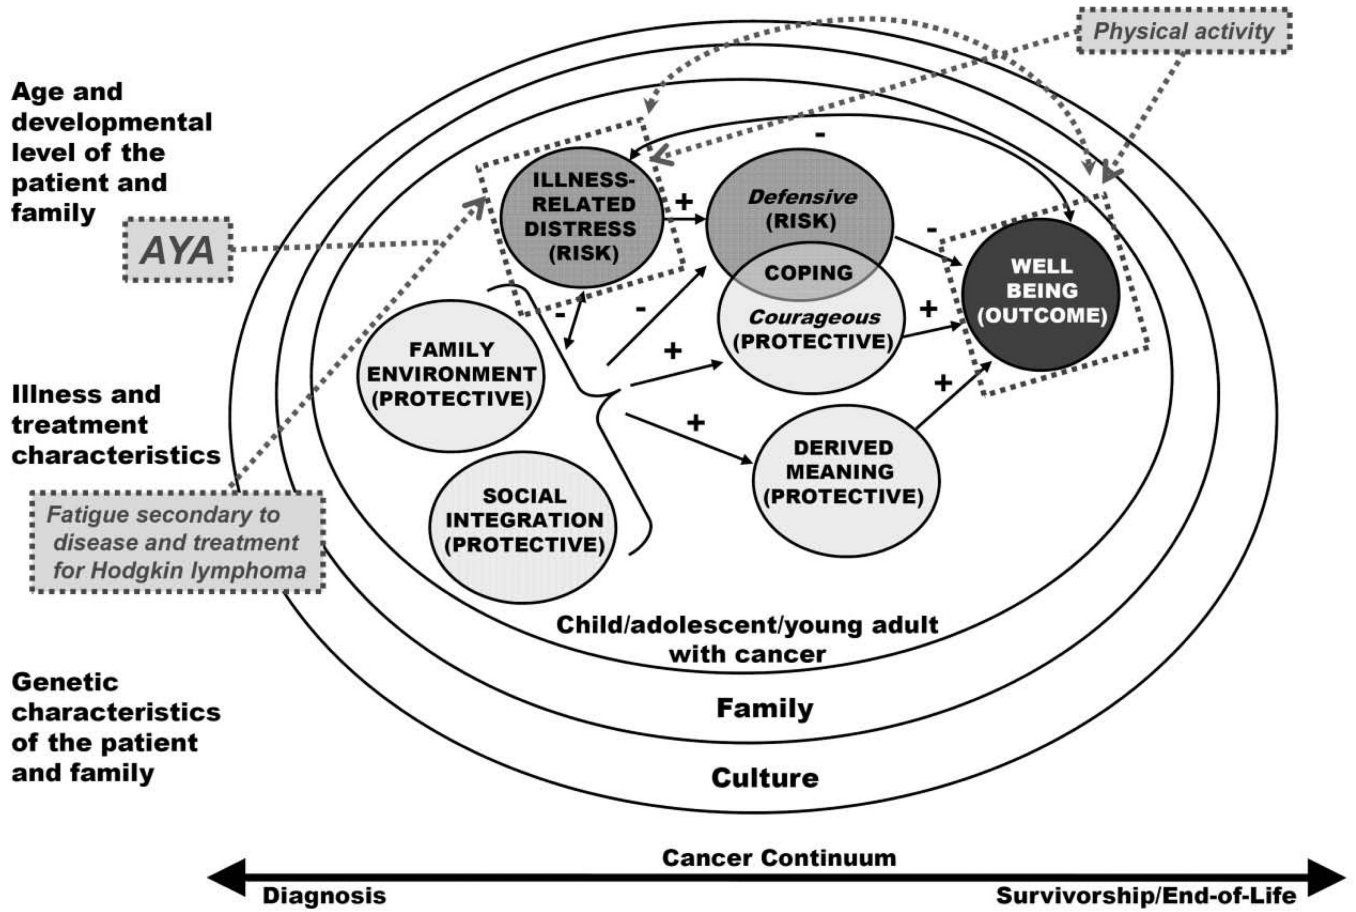 Physical activity
Age and
developmental
level of the
patient and
family
AYA
Illness and
treatment
characteristics
Fatigue secondary to
disease and treatment
for Hodgkin lymphoma
Genetic
characteristics
of the patient
and family
ILLNESS-
RELATED
DISTRESS
(RISK)
+
-
Defensive
(RISK)
COPING
Courageous
(PROTECTIVE)
-
+
WELL
BEING
(OUTCOME)
-
-
+
+
+
FAMILY
ENVIRONMENT
(PROTECTIVE)
SOCIAL
INTEGRATION
(PROTECTIVE)
DERIVED
MEANING
(PROTECTIVE)
Child/adolescent/young adult
with cancer
Family
Culture
Cancer Continuum
Diagnosis
Survivorship/End-of-Life